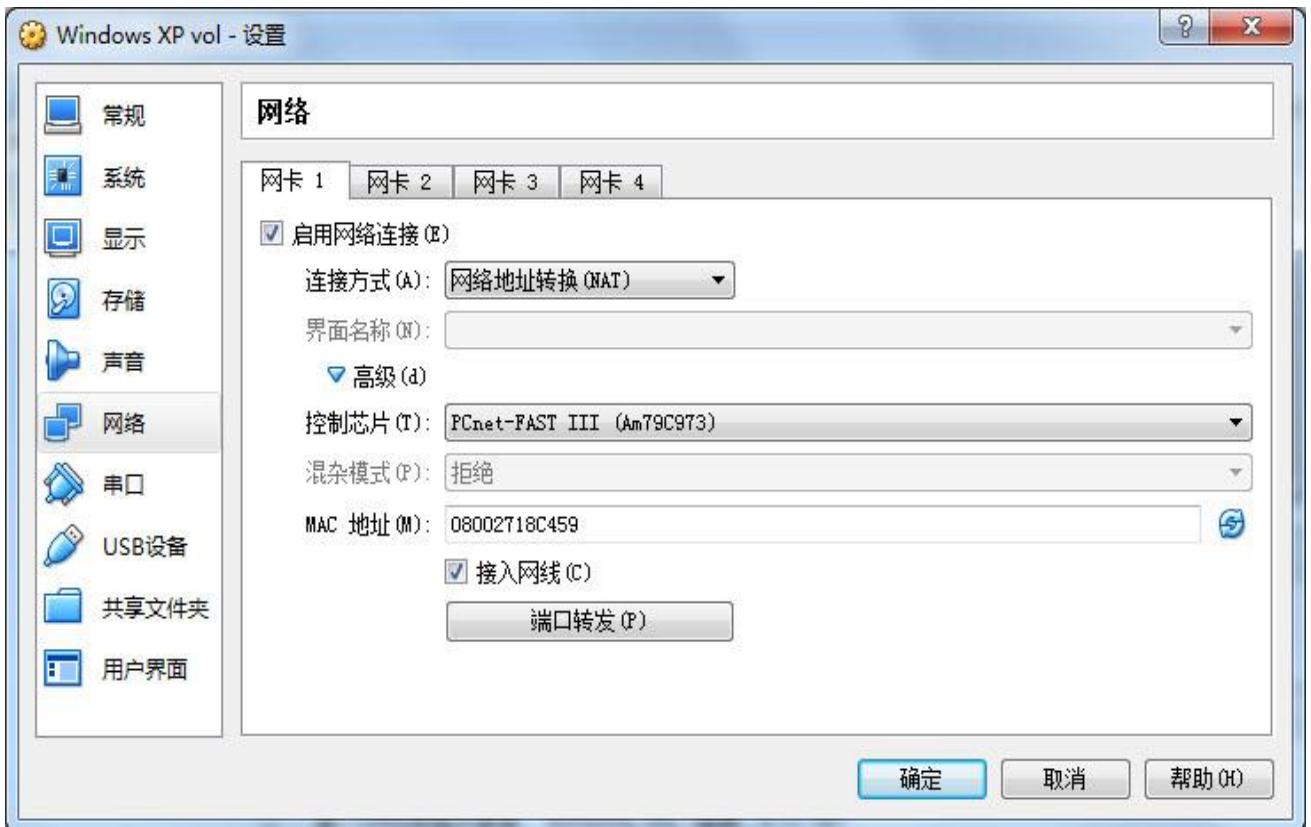 Windows XP vol - 设置
常规
系统
显示
存储
声音
网络
串口
USB设备
共享文件夹
用户界面
网络
网卡 1 网卡 2 网卡 3 网卡 4
启用网络连接(E)
连接方式(A): 网络地址转换(NAT)
界面名称(N):
高级(d)
控制芯片(T): PCnet-FAST III (Am79C973)
混杂模式(P): 拒绝
MAC 地址(M): 08002718C459
接入网线(C)
端口转发(P)
确定 取消 帮助(H)